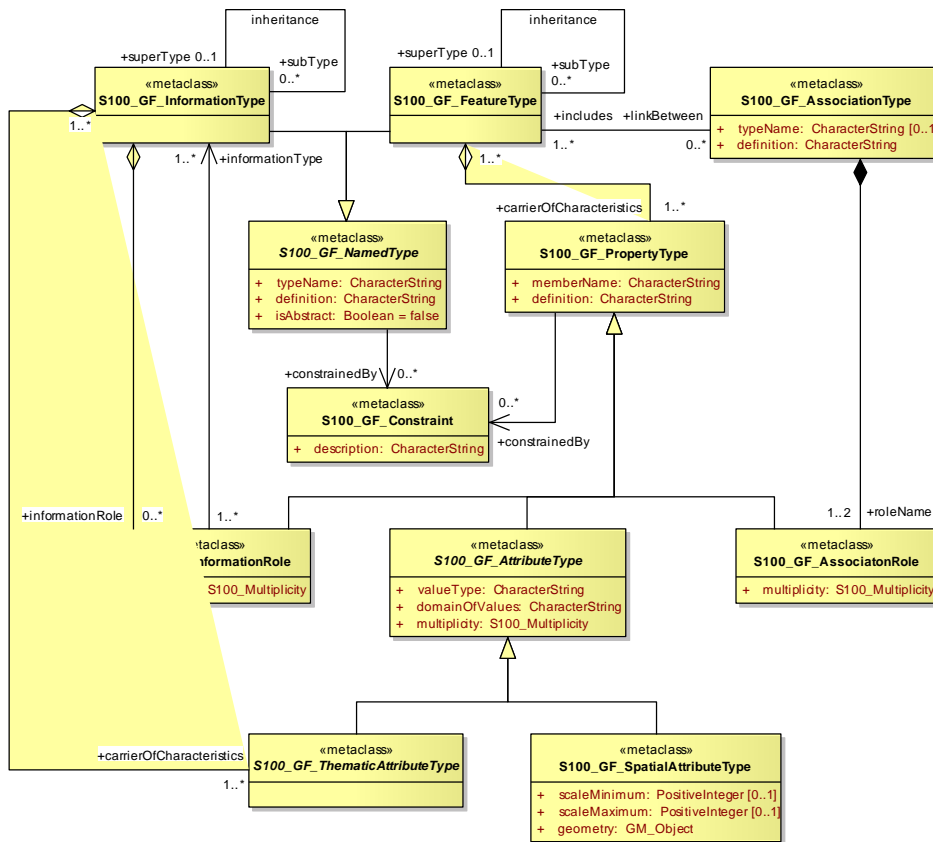 inheritance
inheritance
+superType 0..1
+subType
0..*
+superType 0..1
+subType
0..*
«metaclass»
S100_GF_InformationType
«metaclass»
S100_GF_FeatureType
«metaclass»
S100_GF_AssociationType
+ typeName: CharacterString [0..1
+ definition: CharacterString
+includes
+linkBetween
1..*
0..*
1..*
1..*
+informationType
1..*
+carrierOfCharacteristics
1..*
«metaclass»
S100_GF_NamedType
+ typeName: CharacterString
+ definition: CharacterString
+ isAbstract: Boolean = false
«metaclass»
S100_GF_PropertyType
+ memberName: CharacterString
+ definition: CharacterString
+constrainedBy
0..*
«metaclass»
S100_GF_Constraint
+ description: CharacterString
0..*
+constrainedBy
+informationRole
0..*
1..*
1..2
+roleName
etaclass»
nformationRole
S100_Multiplicity
«metaclass»
S100_GF_AttributeType
+ valueType: CharacterString
+ domainOfValues: CharacterString
+ multiplicity: S100_Multiplicity
«metaclass»
S100_GF_AssociatonRole
+ multiplicity: S100_Multiplicity
+carrierOfCharacteristics
1..*
«metaclass»
S100_GF_ThematicAttributeType
«metaclass»
S100_GF_SpatialAttributeType
+ scaleMinimum: PositiveInteger [0..1]
+ scaleMaximum: PositiveInteger [0..1]
+ geometry: GM_Object